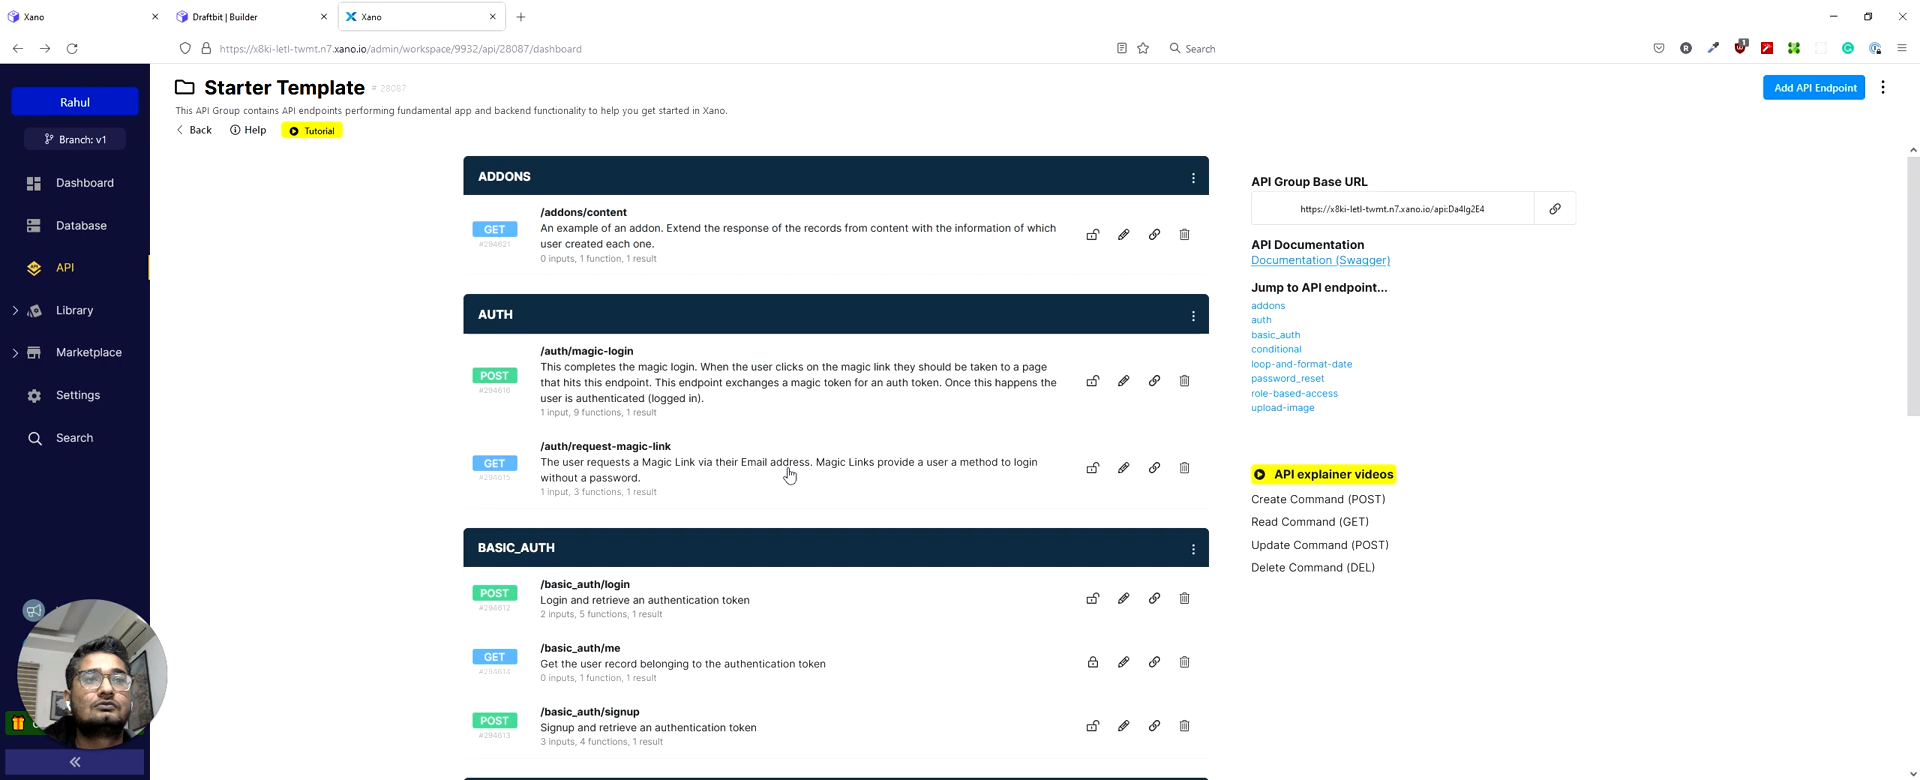 Xano
Draftbit | Builder
Xano
https://x8ki-letl-twmt.n7.xano.io/admin/workspace/9932/api/28087/dashboard
Search
Rahul
Branch: v1
Dashboard
Database
API
Library
Marketplace
Settings
Search
Starter Template # 28087
This API Group contains API endpoints performing fundamental app and backend functionality to help you get started in Xano.
Back
Help
Tutorial
Add API Endpoint
ADDONS
/addons/content
GET
#294621
An example of an addon. Extend the response of the records from content with the information of which
user created each one.
0 inputs, 1 function, 1 result
AUTH
/auth/magic-login
POST
#294616
This completes the magic login. When the user clicks on the magic link they should be taken to a page
that hits this endpoint. This endpoint exchanges a magic token for an auth token. Once this happens the
user is authenticated (logged in).
1 input, 9 functions, 1 result
/auth/request-magic-link
GET
#294615
The user requests a Magic Link via their Email address. Magic Links provide a user a method to login
without a password.
1 input, 3 functions, 1 result
BASIC_AUTH
/basic_auth/login
POST
#294612
Login and retrieve an authentication token
2 inputs, 5 functions, 1 result
/basic_auth/me
GET
#294614
Get the user record belonging to the authentication token
0 inputs, 1 function, 1 result
/basic_auth/signup
POST
#294613
Signup and retrieve an authentication token
3 inputs, 4 functions, 1 result
API Group Base URL
https://x8ki-letl-twmt.n7.xano.io/api:Da4Ig2E4
API Documentation
Documentation (Swagger)
Jump to API endpoint...
addons
auth
basic_auth
conditional
loop-and-format-date
password_reset
role-based-access
upload-image
API explainer videos
Create Command (POST)
Read Command (GET)
Update Command (POST)
Delete Command (DEL)